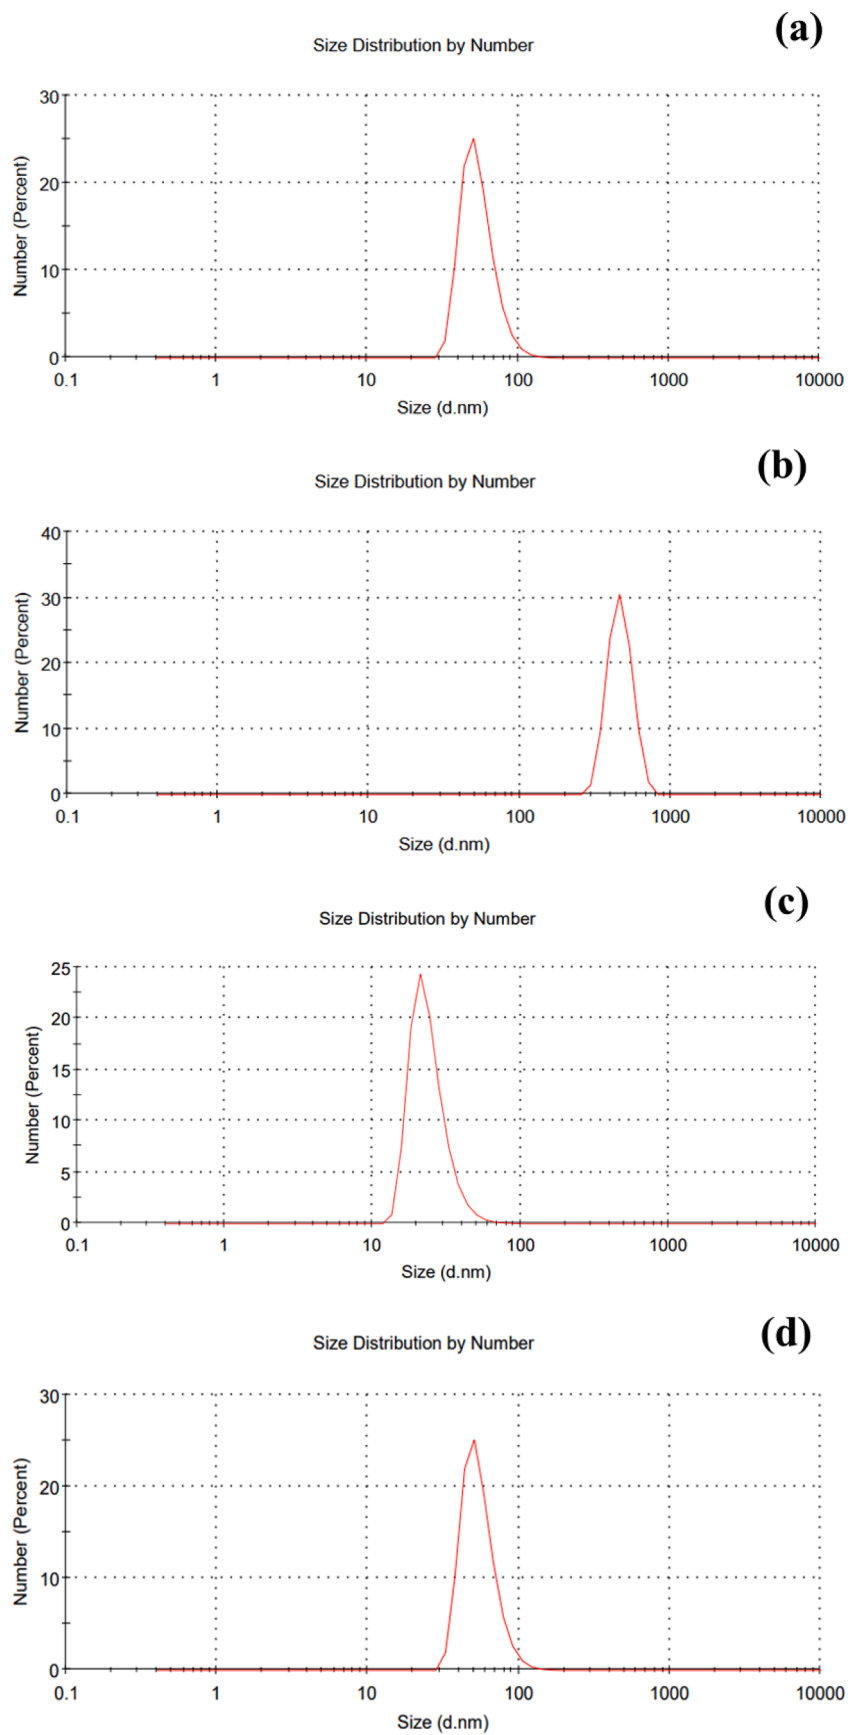 (a)
Size Distribution by Number
30
20
10
0
Number (Percent)
0.1 1 10 100 1000 10000
Size (d.nm)
(b)
Size Distribution by Number
40
30
20
10
0
Number (Percent)
0.1 1 10 100 1000 10000
Size (d.nm)
(c)
Size Distribution by Number
25
20
15
10
5
0
Number (Percent)
0.1 1 10 100 1000 10000
Size (d.nm)
(d)
Size Distribution by Number
30
20
10
0
Number (Percent)
0.1 1 10 100 1000 10000
Size (d.nm)